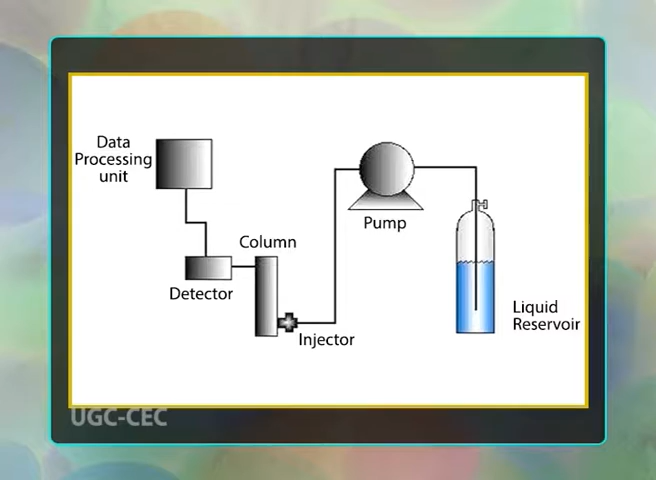 Data
Processing
unit
Pump
Column
Detector
Liquid
Reservoir
Injector
UGC-CEC